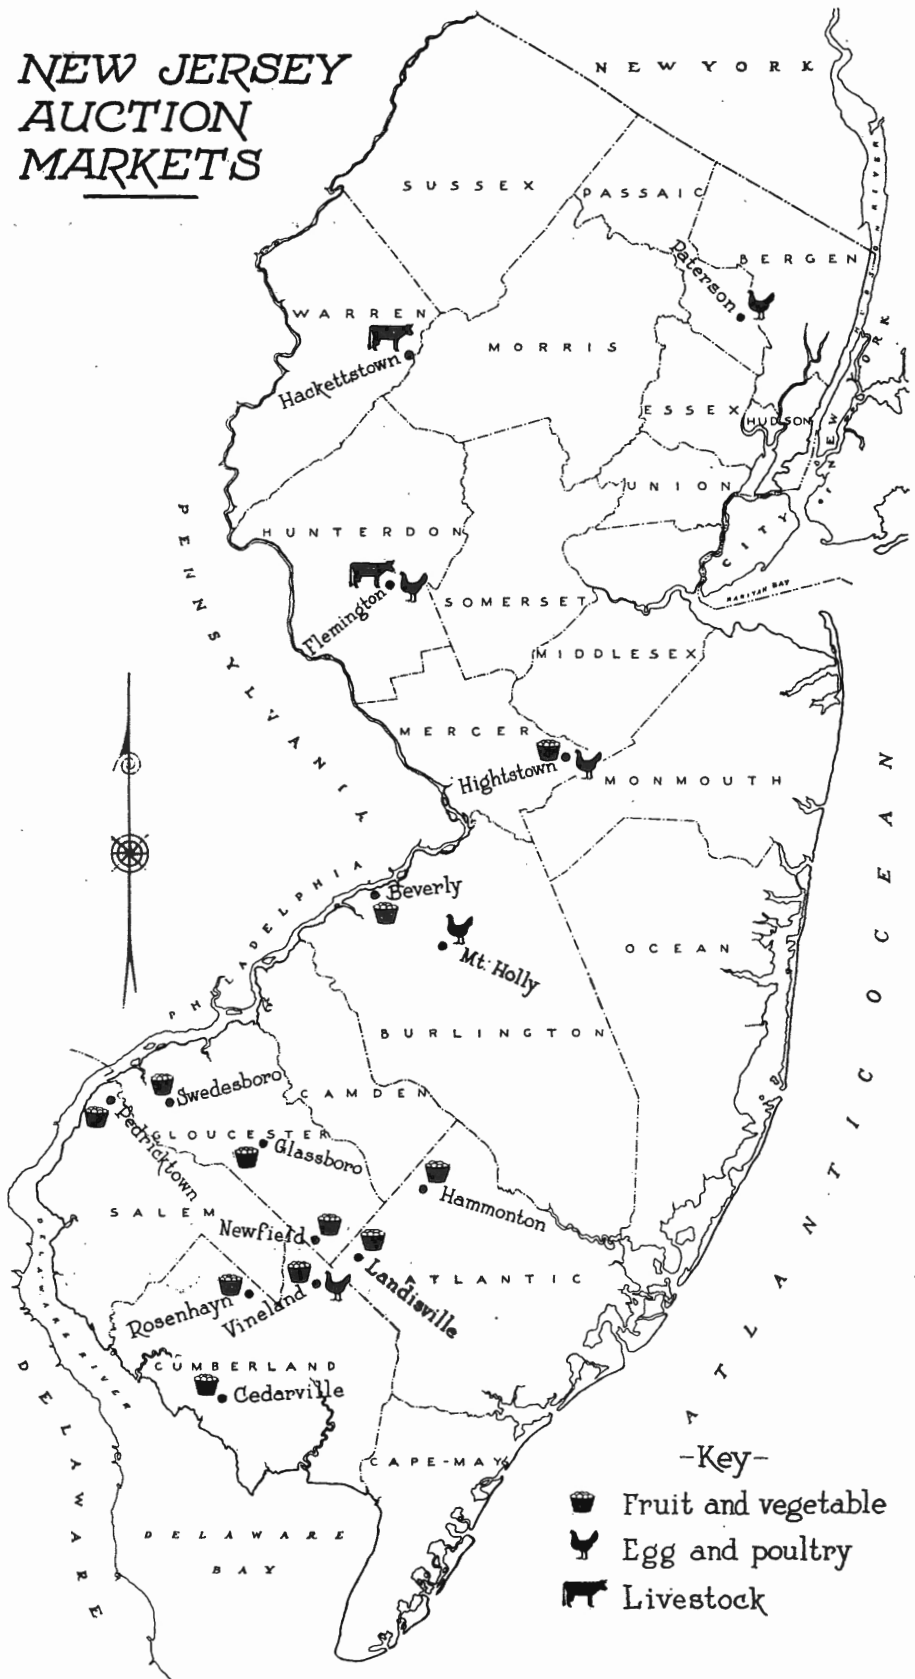 NEW JERSEY
AUCTION
MARKETS
NEW YORK
SUSSEX
PASSAIC
HUDSON RIVER
BERGEN
Paterson
WARREN
MORRIS
Hackettstown
ESSEX
HUDSON
NEW YORK
CITY
UNION
HUNTERDON
PENNSYLVANIA
Flemington
SOMERSET
RARITAN BAY
MIDDLESEX
MERCER
Hightstown
MONMOUTH
ATLANTIC OCEAN
PHILADELPHIA
Beverly
Mt. Holly
OCEAN
BURLINGTON
Swedesboro
CAMDEN
Pedricktown
GLOUCESTER
Glassboro
Hammonton
SALEM
Newfield
Landisville
ATLANTIC
Rosenhayn
Vineland
DELAWARE RIVER
CUMBERLAND
Cedarville
DELAWARE
CAPE-MAY
DELAWARE
BAY
-Key-
Fruit and vegetable
Egg and poultry
Livestock